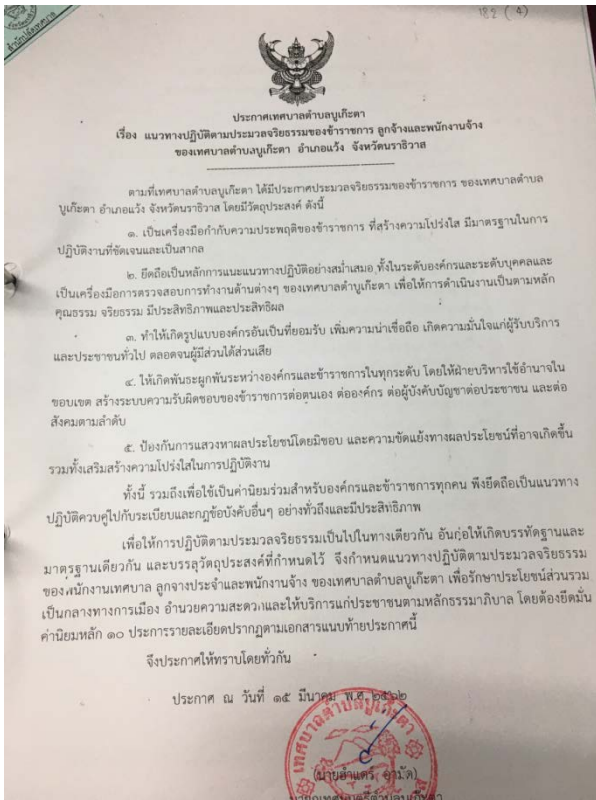 182 (4)
ประกาศเทศบาลตำบลบูเก๊ะตา
เรื่อง แนวทางปฏิบัติตามประมวลจริยธรรมของข้าราชการ ลูกจ้างและพนักงานจ้าง
ของเทศบาลตำบลบูเก๊ะตา อำเภอแว้ง จังหวัดนราธิวาส
ตามที่เทศบาลตำบลบูเก๊ะตา ได้มีประกาศประมวลจริยธรรมของข้าราชการ ของเทศบาลตำบล
บูเก๊ะตา อำเภอแว้ง จังหวัดนราธิวาส โดยมีวัตถุประสงค์ ดังนี้
๑. เป็นเครื่องมือกำกับความประพฤติของข้าราชการ ที่สร้างความโปร่งใส มีมาตรฐานในการ
ปฏิบัติงานที่ชัดเจนและเป็นสากล
๒. ยึดถือเป็นหลักการแนะแนวทางปฏิบัติอย่างสม่ำเสมอ ทั้งในระดับองค์กรและระดับบุคคลและ
เป็นเครื่องมือการตรวจสอบการทำงานด้านต่างๆ ของเทศบาลตำบูเก๊ะตา เพื่อให้การดำเนินงานเป็นตามหลัก
คุณธรรม จริยธรรม มีประสิทธิภาพและประสิทธิผล
๓. ทำให้เกิดรูปแบบองค์กรอันเป็นที่ยอมรับ เพิ่มความน่าเชื่อถือ เกิดความมั่นใจแก่ผู้รับบริการ
และประชาชนทั่วไป ตลอดจนผู้มีส่วนได้ส่วนเสีย
๔. ให้เกิดพันธะผูกพันระหว่างองค์กรและข้าราชการในทุกระดับ โดยให้ฝ่ายบริหารใช้อำนาจใน
ขอบเขต สร้างระบบความรับผิดชอบของข้าราชการต่อตนเอง ต่อองค์กร ต่อผู้บังคับบัญชาต่อประชาชน และต่อ
สังคมตามลำดับ
๕. ป้องกันการแสวงหาผลประโยชน์โดยมิชอบ และความขัดแย้งทางผลประโยชน์ที่อาจเกิดขึ้น
รวมทั้งเสริมสร้างความโปร่งใสในการปฏิบัติงาน
ทั้งนี้ รวมถึงเพื่อใช้เป็นค่านิยมร่วมสำหรับองค์กรและข้าราชการทุกคน พึงยึดถือเป็นแนวทาง
ปฏิบัติควบคู่ไปกับระเบียบและกฎข้อบังคับอื่นๆ อย่างทั่วถึงและมีประสิทธิภาพ
เพื่อให้การปฏิบัติตามประมวลจริยธรรมเป็นไปในทางเดียวกัน อันก่อให้เกิดบรรทัดฐานและ
มาตรฐานเดียวกัน และบรรลุวัตถุประสงค์ที่กำหนดไว้ จึงกำหนดแนวทางปฏิบัติตามประมวลจริยธรรม
ของพนักงานเทศบาล ลูกจางประจำและพนักงานจ้าง ของเทศบาลตำบลบูเก๊ะตา เพื่อรักษาประโยชน์ส่วนรวม
เป็นกลางทางการเมือง อำนวยความสะดวกและให้บริการแก่ประชาชนตามหลักธรรมาภิบาล โดยต้องยึดมั่น
ค่านิยมหลัก ๑๐ ประการรายละเอียดปรากฏตามเอกสารแนบท้ายประกาศนี้
จึงประกาศให้ทราบโดยทั่วกัน
ประกาศ ณ วันที่ ๑๕ มีนาคม พ.ศ. ๒๕๖๒
เทศบาลตำบลบูเก๊ะตา
นายกเทศมนตรีตำบลบูเก๊ะตา